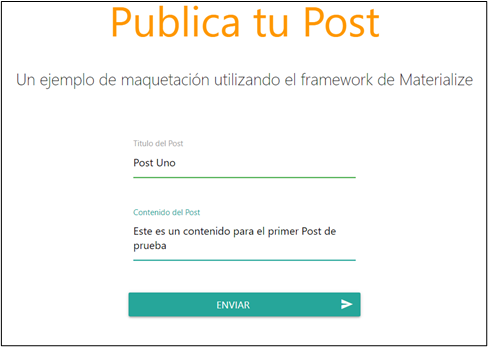 Publica tu Post
Un ejemplo de maquetación utilizando el framework de Materialize
Titulo del Post
Post Uno
Contenido del Post
Este es un contenido para el primer Post de
prueba
ENVIAR